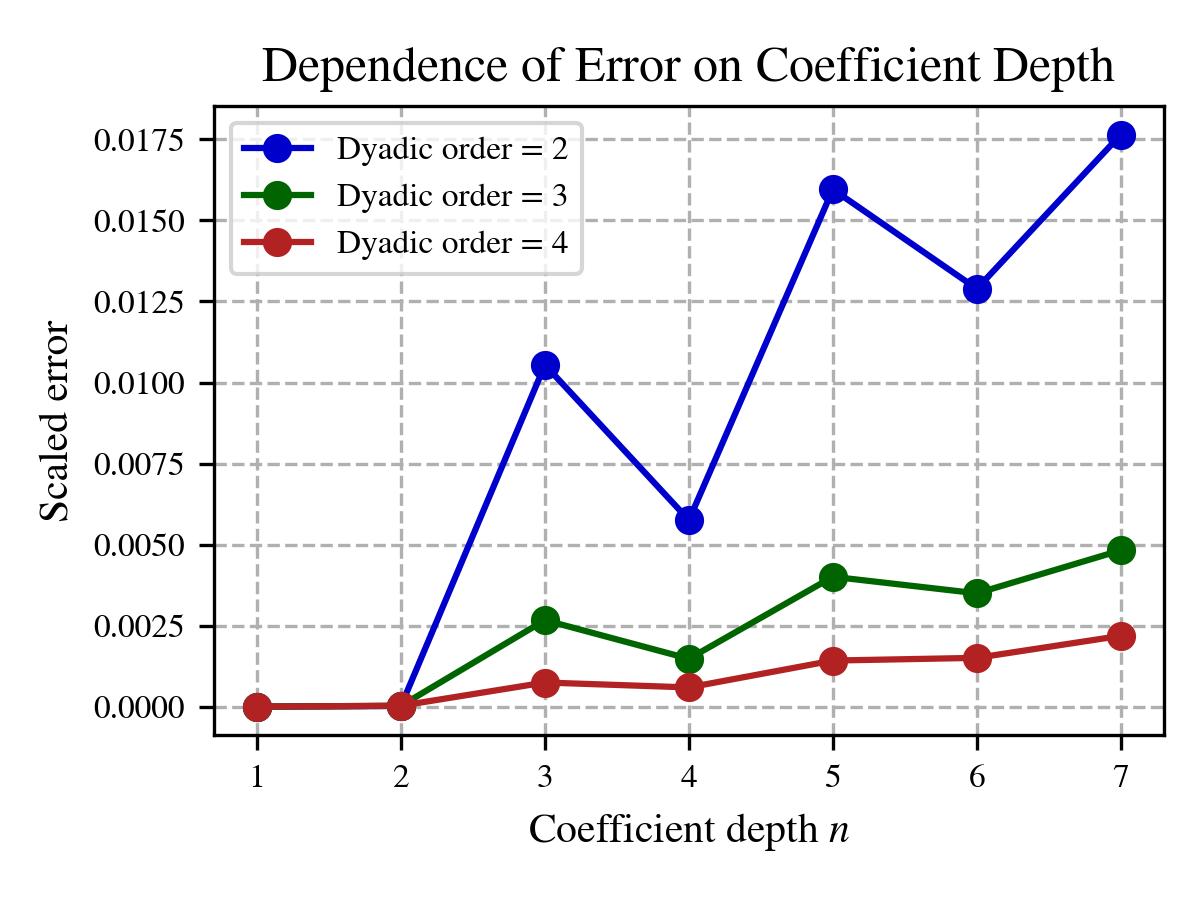 Dependence of Error on Coefficient Depth
Dyadic order = 2
Dyadic order = 3
Dyadic order = 4
Scaled error
0.0175
0.0150
0.0125
0.0100
0.0075
0.0050
0.0025
0.0000
1 2 3 4 5 6 7
Coefficient depth n